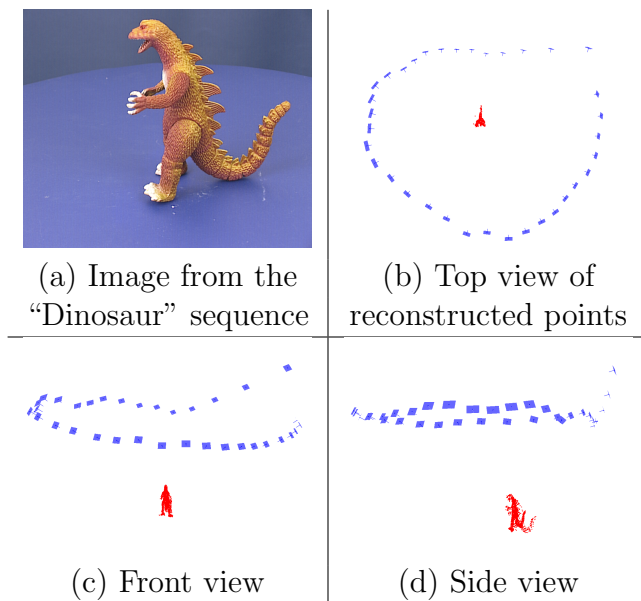 (a) Image from the
“Dinosaur” sequence
(b) Top view of
reconstructed points
(c) Front view
(d) Side view